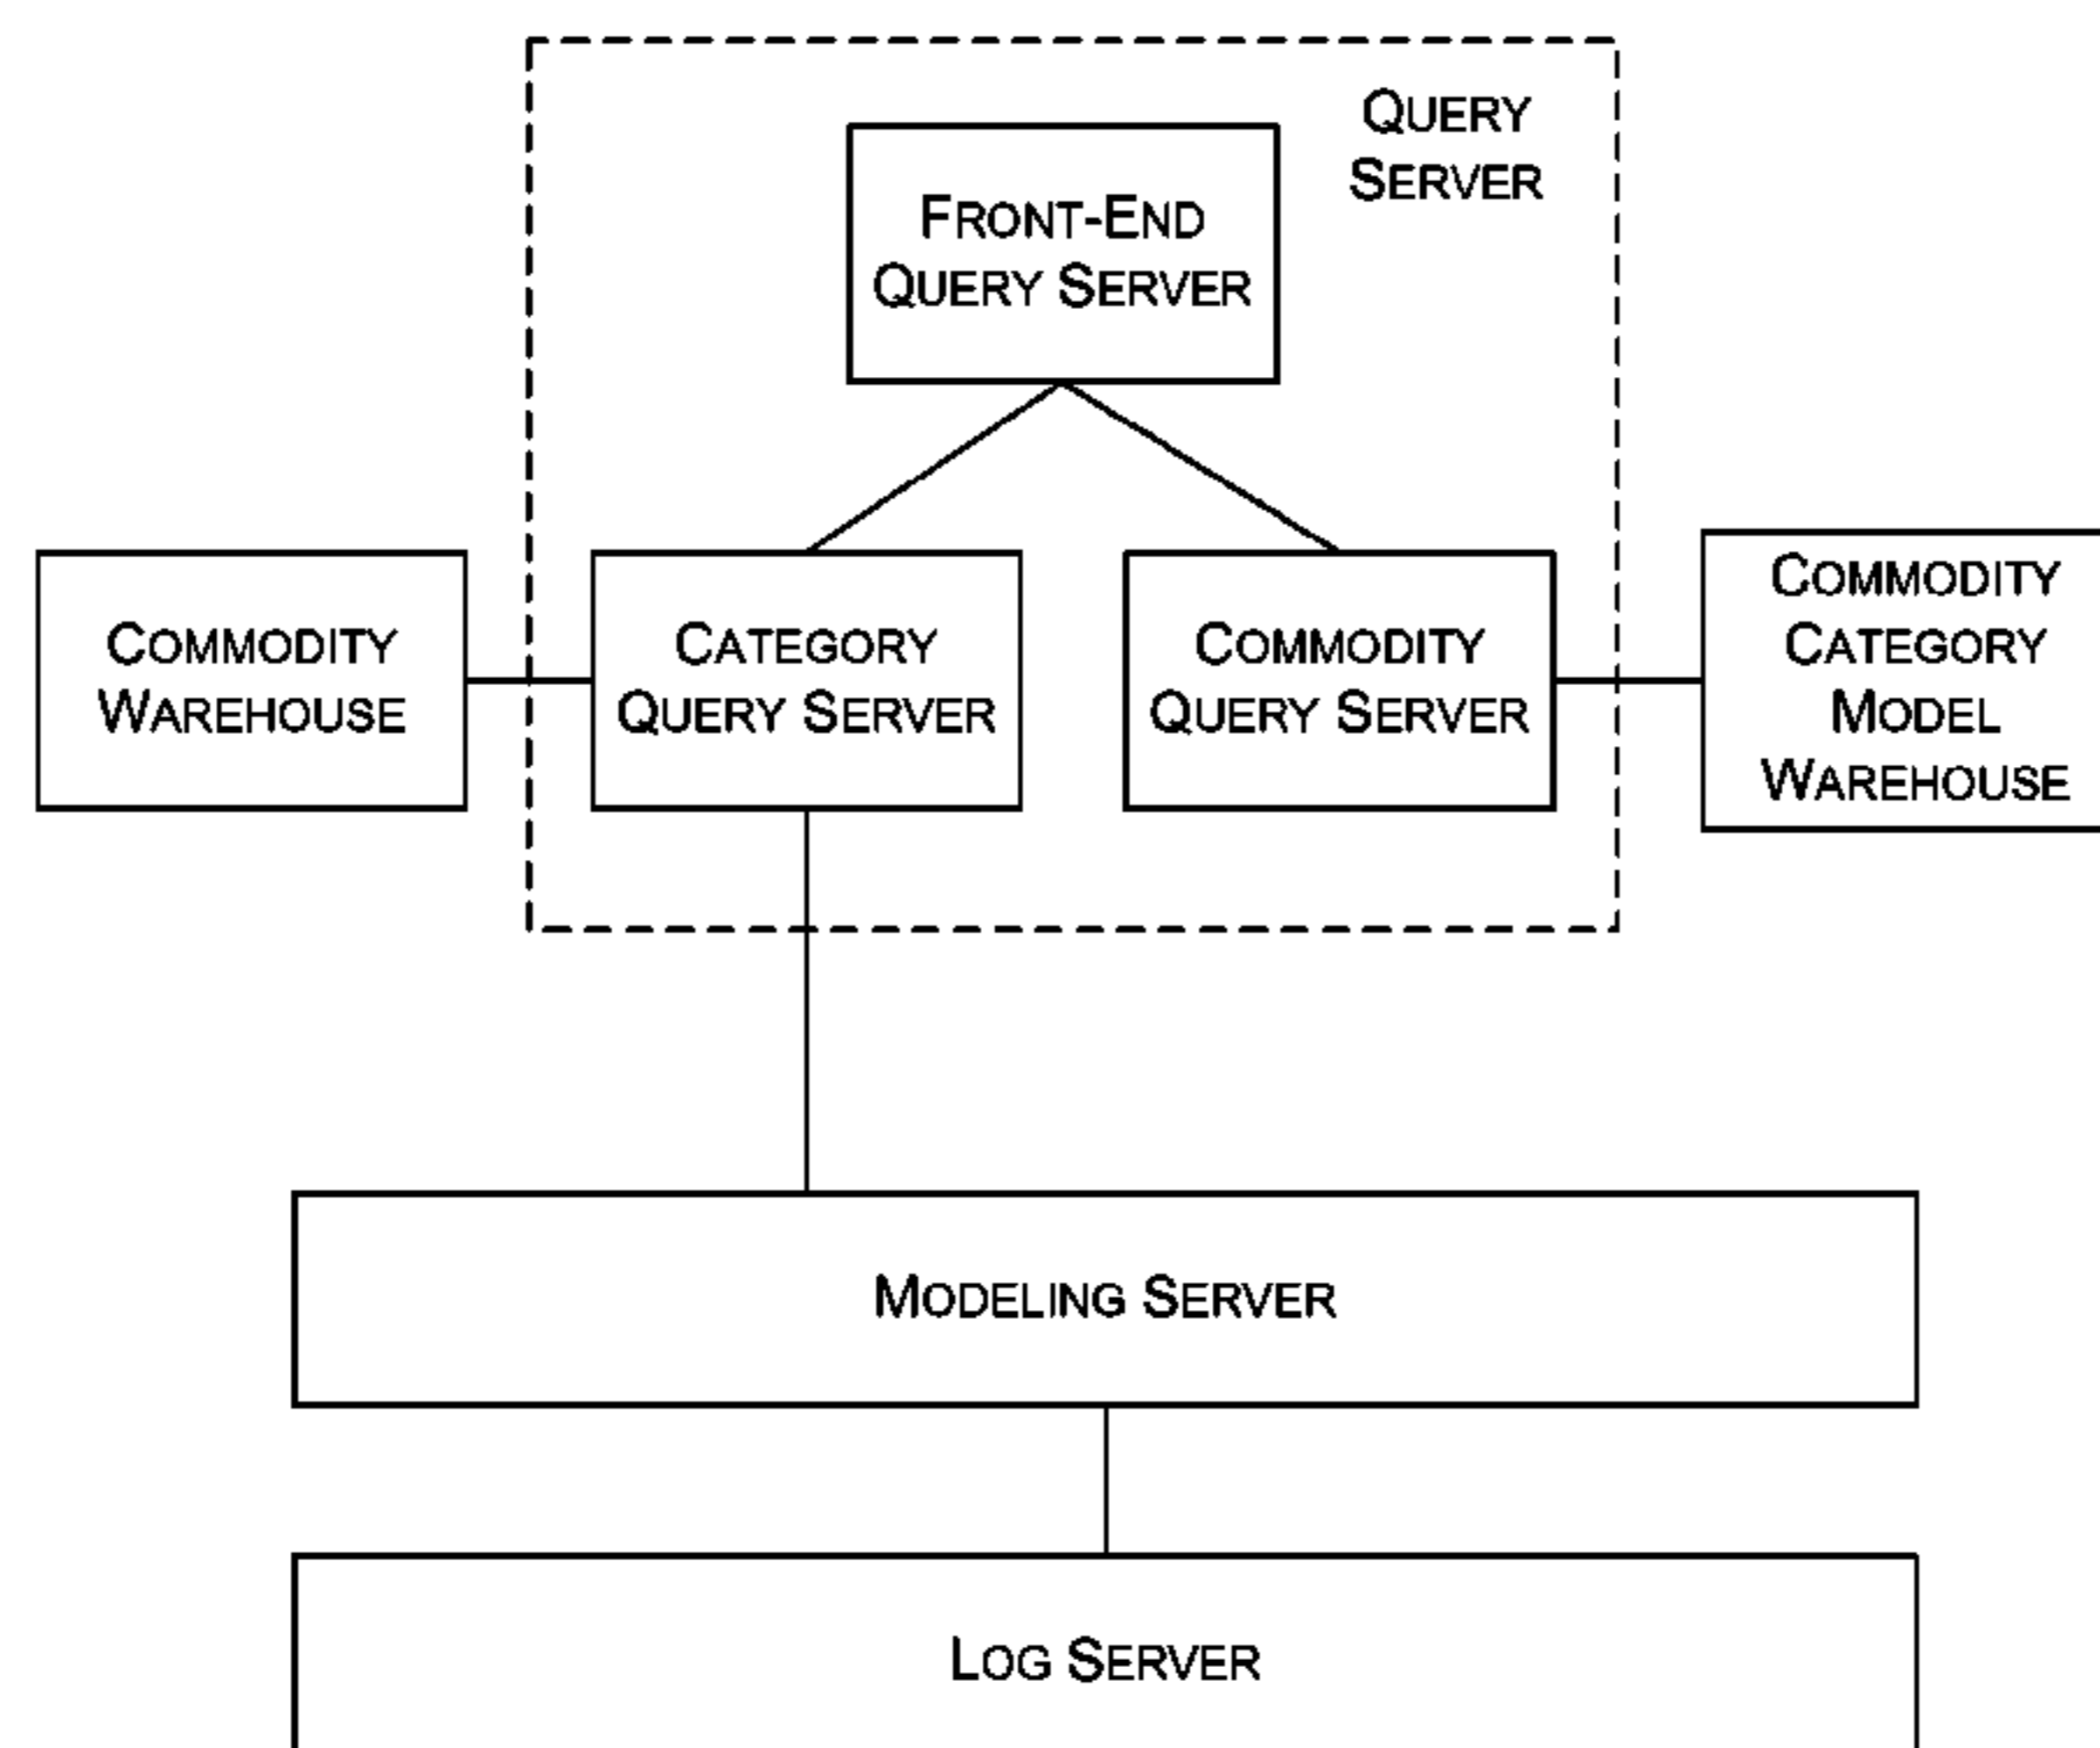 QUERY
SERVER
FRONT-END
QUERY SERVER
COMMODITY
WAREHOUSE
CATEGORY
QUERY SERVER
COMMODITY
QUERY SERVER
COMMODITY
CATEGORY
MODEL
WAREHOUSE
MODELING SERVER
LOG SERVER